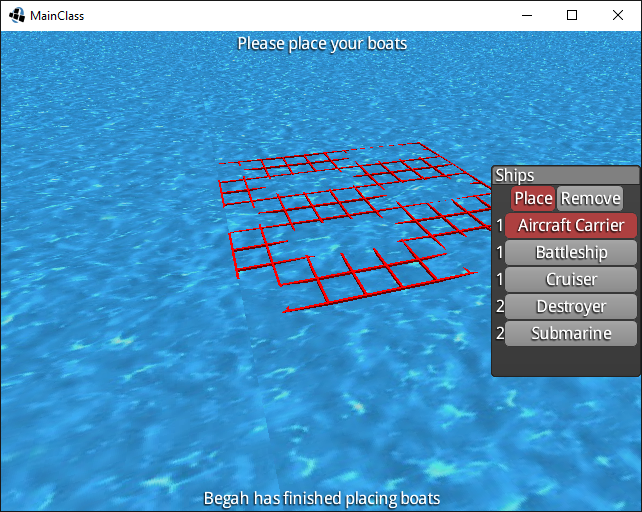 MainClass
Please place your boats
Ships
Place Remove
1 Aircraft Carrier
1 Battleship
1 Cruiser
2 Destroyer
2 Submarine
Begah has finished placing boats